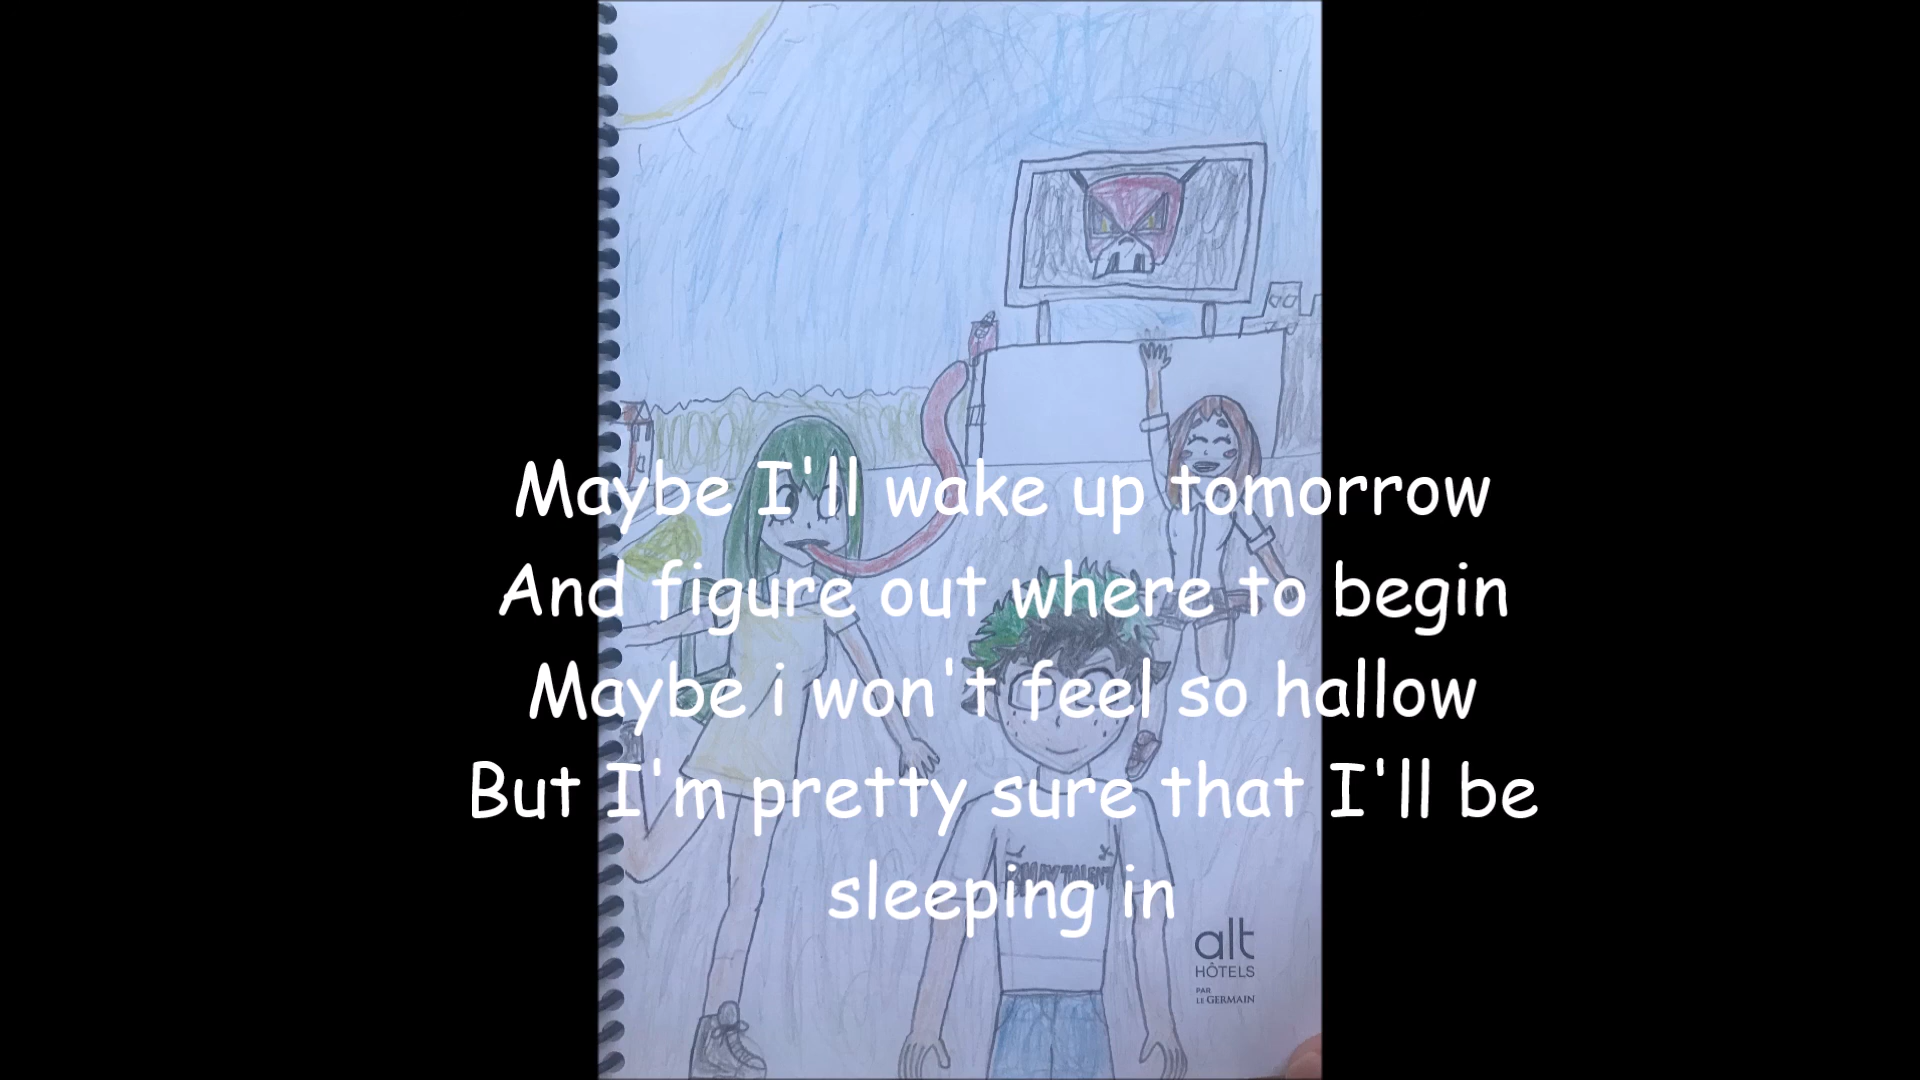 Maybe I'll wake up tomorrow
And figure out where to begin
Maybe i won't feel so hallow
But I'm pretty sure that I'll be
sleeping in
alt
HÔTELS
PAR
LE GERMAIN